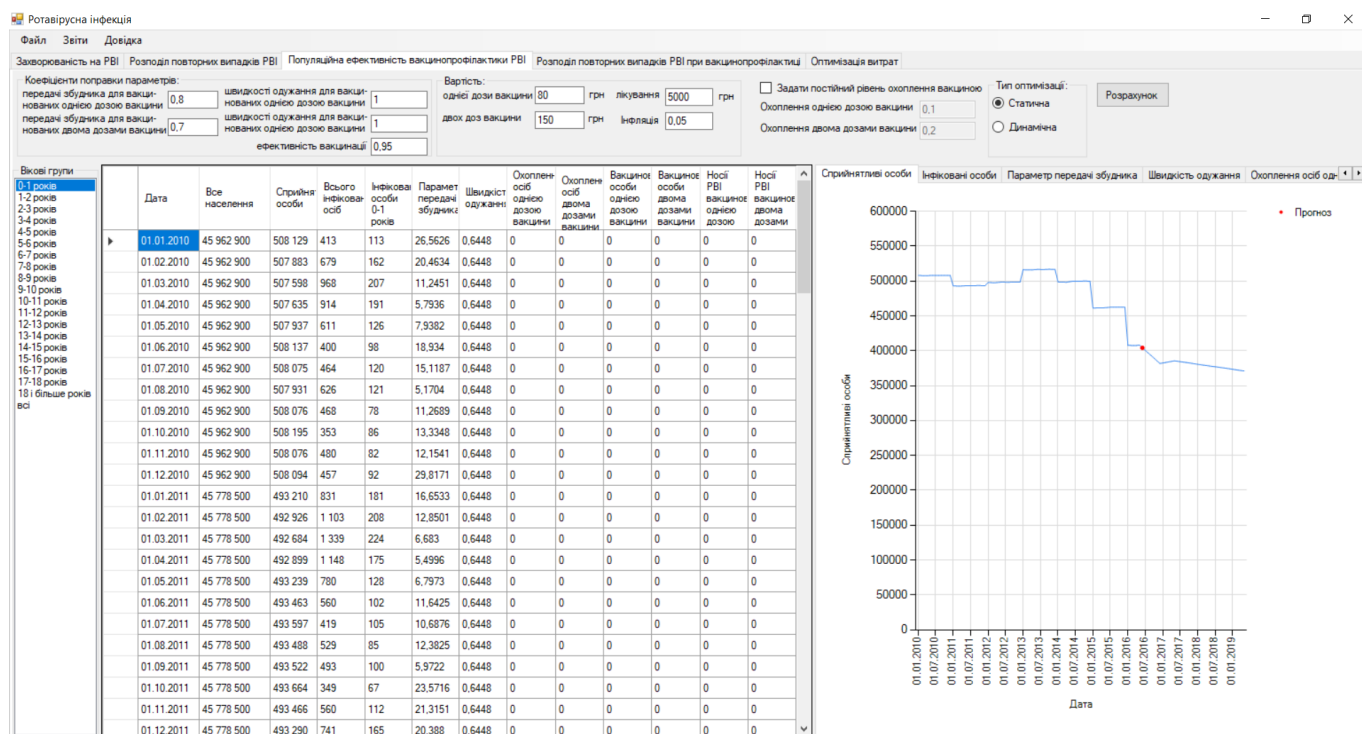 Ротавірусна інфекція
Файл Звіти Довідка
Захворюваність на РВІ Розподіл повторних випадків РВІ Популяційна ефективність вакцинопрофілактики РВІ Розподіл повторних випадків РВІ при вакцинопрофілактиці Оптимізація витрат
Коефіцієнти поправки параметрів:
передачі збудника для вакци-
нованих однією дозою вакцини 0,8
швидкості одужання для вакци-
нованих однією дозою вакцини 1
передачі збудника для вакци-
нованих двома дозами вакцини 0,7
швидкості одужання для вакци-
нованих однією дозою вакцини 1
ефективність вакцинації 0,95
Вартість:
однієї дози вакцини 80 грн лікування 5000 грн
двох доз вакцини 150 грн Інфляція 0,05
Задати постійний рівень охоплення вакциною
Охоплення однією дозою вакцини 0,1
Охоплення двома дозами вакцини 0,2
Тип оптимізації:
Статична
Динамічна
Розрахунок
Вікові групи
0-1 років
1-2 років
2-3 років
3-4 років
4-5 років
5-6 років
6-7 років
7-8 років
8-9 років
9-10 років
10-11 років
11-12 років
12-13 років
13-14 років
14-15 років
15-16 років
16-17 років
17-18 років
18 і більше років
всі
Дата Все населення Сприйня особи Всього інфікован осіб Інфікова особи 0-1 років Парамет передачі збудника Швидкіст одужанн Охоплен осіб однією дозою вакцини Охоплен осіб двома дозами вакцини Вакцинов особи однією дозою вакцини Вакцинов особи двома дозами вакцини Носії РВІ вакцинов однією дозою Носії РВІ вакцинов двома дозами
01.01.2010 45 962 900 508 129 413 113 26,5626 0,6448 0 0 0 0 0 0
01.02.2010 45 962 900 507 883 679 162 20,4634 0,6448 0 0 0 0 0 0
01.03.2010 45 962 900 507 598 968 207 11,2451 0,6448 0 0 0 0 0 0
01.04.2010 45 962 900 507 635 914 191 5,7936 0,6448 0 0 0 0 0 0
01.05.2010 45 962 900 507 937 611 126 7,9382 0,6448 0 0 0 0 0 0
01.06.2010 45 962 900 508 137 400 98 18,934 0,6448 0 0 0 0 0 0
01.07.2010 45 962 900 508 075 464 120 15,1187 0,6448 0 0 0 0 0 0
01.08.2010 45 962 900 507 931 626 121 5,1704 0,6448 0 0 0 0 0 0
01.09.2010 45 962 900 508 076 468 78 11,2689 0,6448 0 0 0 0 0 0
01.10.2010 45 962 900 508 195 353 86 13,3348 0,6448 0 0 0 0 0 0
01.11.2010 45 962 900 508 076 480 82 12,1541 0,6448 0 0 0 0 0 0
01.12.2010 45 962 900 508 094 457 92 29,8171 0,6448 0 0 0 0 0 0
01.01.2011 45 778 500 493 210 831 181 16,6533 0,6448 0 0 0 0 0 0
01.02.2011 45 778 500 492 926 1 103 208 12,8501 0,6448 0 0 0 0 0 0
01.03.2011 45 778 500 492 684 1 339 224 6,683 0,6448 0 0 0 0 0 0
01.04.2011 45 778 500 492 899 1 148 175 5,4996 0,6448 0 0 0 0 0 0
01.05.2011 45 778 500 493 239 780 128 6,7973 0,6448 0 0 0 0 0 0
01.06.2011 45 778 500 493 463 560 102 11,6425 0,6448 0 0 0 0 0 0
01.07.2011 45 778 500 493 597 419 105 10,6876 0,6448 0 0 0 0 0 0
01.08.2011 45 778 500 493 488 529 85 12,3825 0,6448 0 0 0 0 0 0
01.09.2011 45 778 500 493 522 493 100 5,9722 0,6448 0 0 0 0 0 0
01.10.2011 45 778 500 493 664 349 67 23,5716 0,6448 0 0 0 0 0 0
01.11.2011 45 778 500 493 466 560 112 21,3151 0,6448 0 0 0 0 0 0
01.12.2011 45 778 500 493 290 741 165 20,388 0,6448 0 0 0 0 0 0
Сприйнятливі особи Інфіковані особи Параметр передачі збудника Швидкість одужання Охоплення осіб од
Прогноз
600000
550000
500000
450000
400000
350000
300000
250000
200000
150000
100000
50000
0
Сприйнятливі особи
01.01.2010 01.07.2010 01.01.2011 01.07.2011 01.01.2012 01.07.2012 01.01.2013 01.07.2013 01.01.2014 01.07.2014 01.01.2015 01.07.2015 01.01.2016 01.07.2016 01.01.2017 01.07.2017 01.01.2018 01.07.2018 01.01.2019
Дата